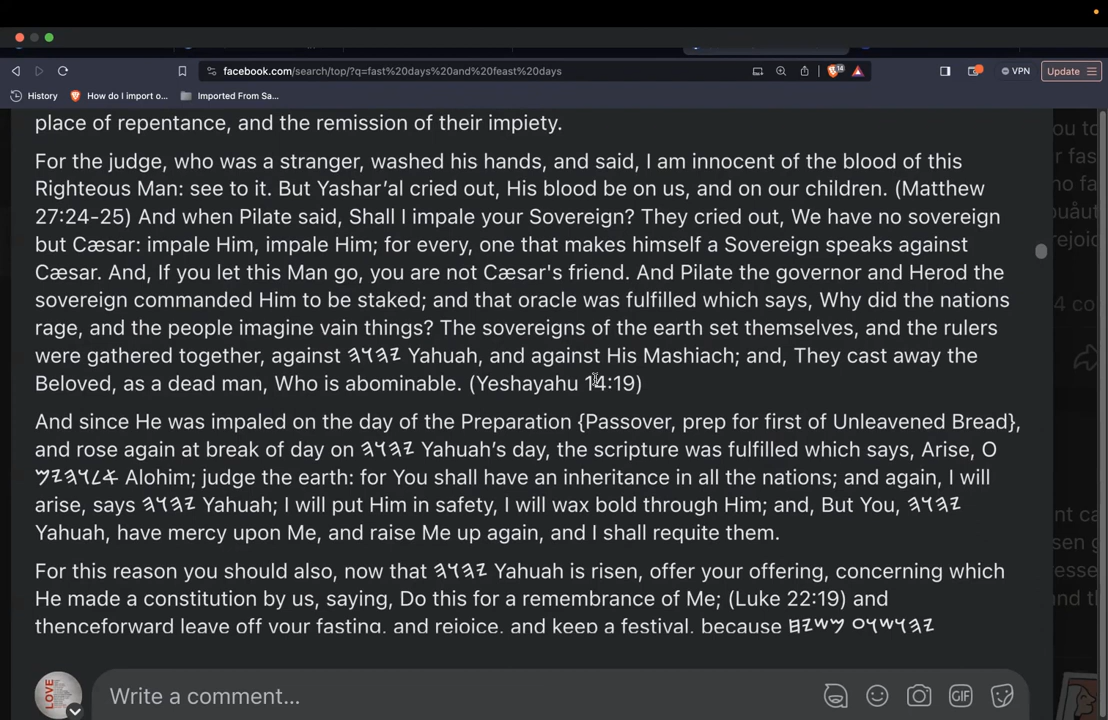 facebook.com/search/top/?q=fast%20days%20and%20feast%20days
14
VPN
Update
History
How do I import o...
Imported From Sa...
place of repentance, and the remission of their impiety.
For the judge, who was a stranger, washed his hands, and said, I am innocent of the blood of this
Righteous Man: see to it. But Yashar’al cried out, His blood be on us, and on our children. (Matthew
27:24-25) And when Pilate said, Shall I impale your Sovereign? They cried out, We have no sovereign
but Cæsar: impale Him, impale Him; for every, one that makes himself a Sovereign speaks against
Cæsar. And, If you let this Man go, you are not Cæsar's friend. And Pilate the governor and Herod the
sovereign commanded Him to be staked; and that oracle was fulfilled which says, Why did the nations
rage, and the people imagine vain things? The sovereigns of the earth set themselves, and the rulers
were gathered together, against 𐤉𐤄𐤅𐤄 Yahuah, and against His Mashiach; and, They cast away the
Beloved, as a dead man, Who is abominable. (Yeshayahu 14:19)
And since He was impaled on the day of the Preparation {Passover, prep for first of Unleavened Bread},
and rose again at break of day on 𐤉𐤄𐤅𐤄 Yahuah’s day, the scripture was fulfilled which says, Arise, O
𐤀𐤋𐤅𐤄𐤉𐤌 Alohim; judge the earth: for You shall have an inheritance in all the nations; and again, I will
arise, says 𐤉𐤄𐤅𐤄 Yahuah; I will put Him in safety, I will wax bold through Him; and, But You, 𐤉𐤄𐤅𐤄
Yahuah, have mercy upon Me, and raise Me up again, and I shall requite them.
For this reason you should also, now that 𐤉𐤄𐤅𐤄 Yahuah is risen, offer your offering, concerning which
He made a constitution by us, saying, Do this for a remembrance of Me; (Luke 22:19) and
thenceforward leave off your fasting, and rejoice, and keep a festival, because 𐤉𐤄𐤅𐤔𐤅𐤏 𐤌𐤔𐤉𐤇
LOVE
Write a comment...
GIF